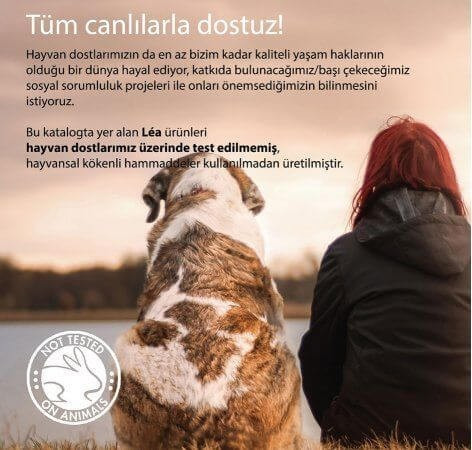 Tüm canlılarla dostuz!
Hayvan dostlarımızın da en az bizim kadar kaliteli yaşam haklarının
olduğu bir dünya hayal ediyor, katkıda bulunacağımız/başı çekeceğimiz
sosyal sorumluluk projeleri ile onları önemsediğimizin bilinmesini
istiyoruz.
Bu katalogta yer alan Léa ürünleri
hayvan dostlarımız üzerinde test edilmemiş,
hayvansal kökenli hammaddeler kullanılmadan üretilmiştir.
NOT TESTED
ON ANIMALS